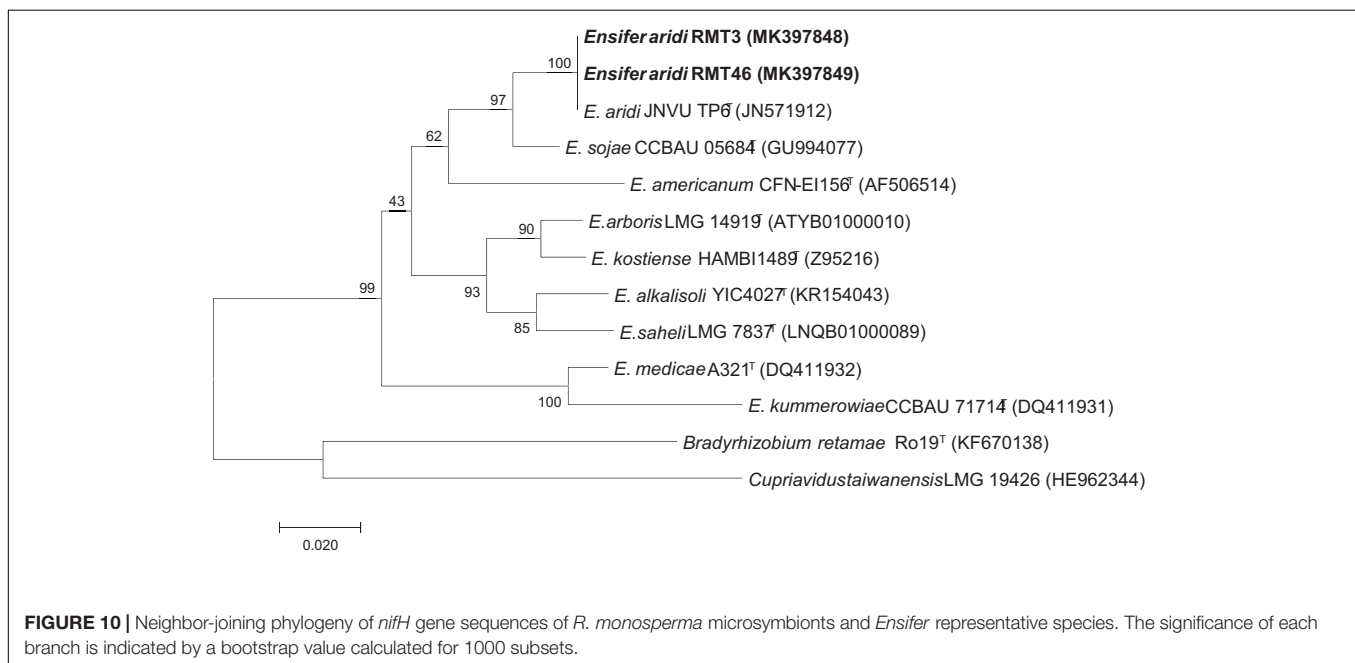 Ensifer aridi RMT3 (MK397848)
100
Ensifer aridi RMT46 (MK397849)
97
E. aridi JNVU TP6T (JN571912)
62
E. sojae CCBAU 05684T (GU994077)
E. americanum CFN-EI156T (AF506514)
43
E.arboris LMG 14919T (ATYB01000010)
90
E. kostiense HAMBI1489T (Z95216)
99
93
E. alkalisoli YIC4027T (KR154043)
85
E.saheli LMG 7837T (LNQB01000089)
E. medicae A321T (DQ411932)
100
E. kummerowiae CCBAU 71714T (DQ411931)
Bradyrhizobium retamae Ro19T (KF670138)
Cupriavidustaiwanensis LMG 19426 (HE962344)
0.020
FIGURE 10 | Neighbor-joining phylogeny of nifH gene sequences of R. monosperma microsymbionts and Ensifer representative species. The significance of each
branch is indicated by a bootstrap value calculated for 1000 subsets.